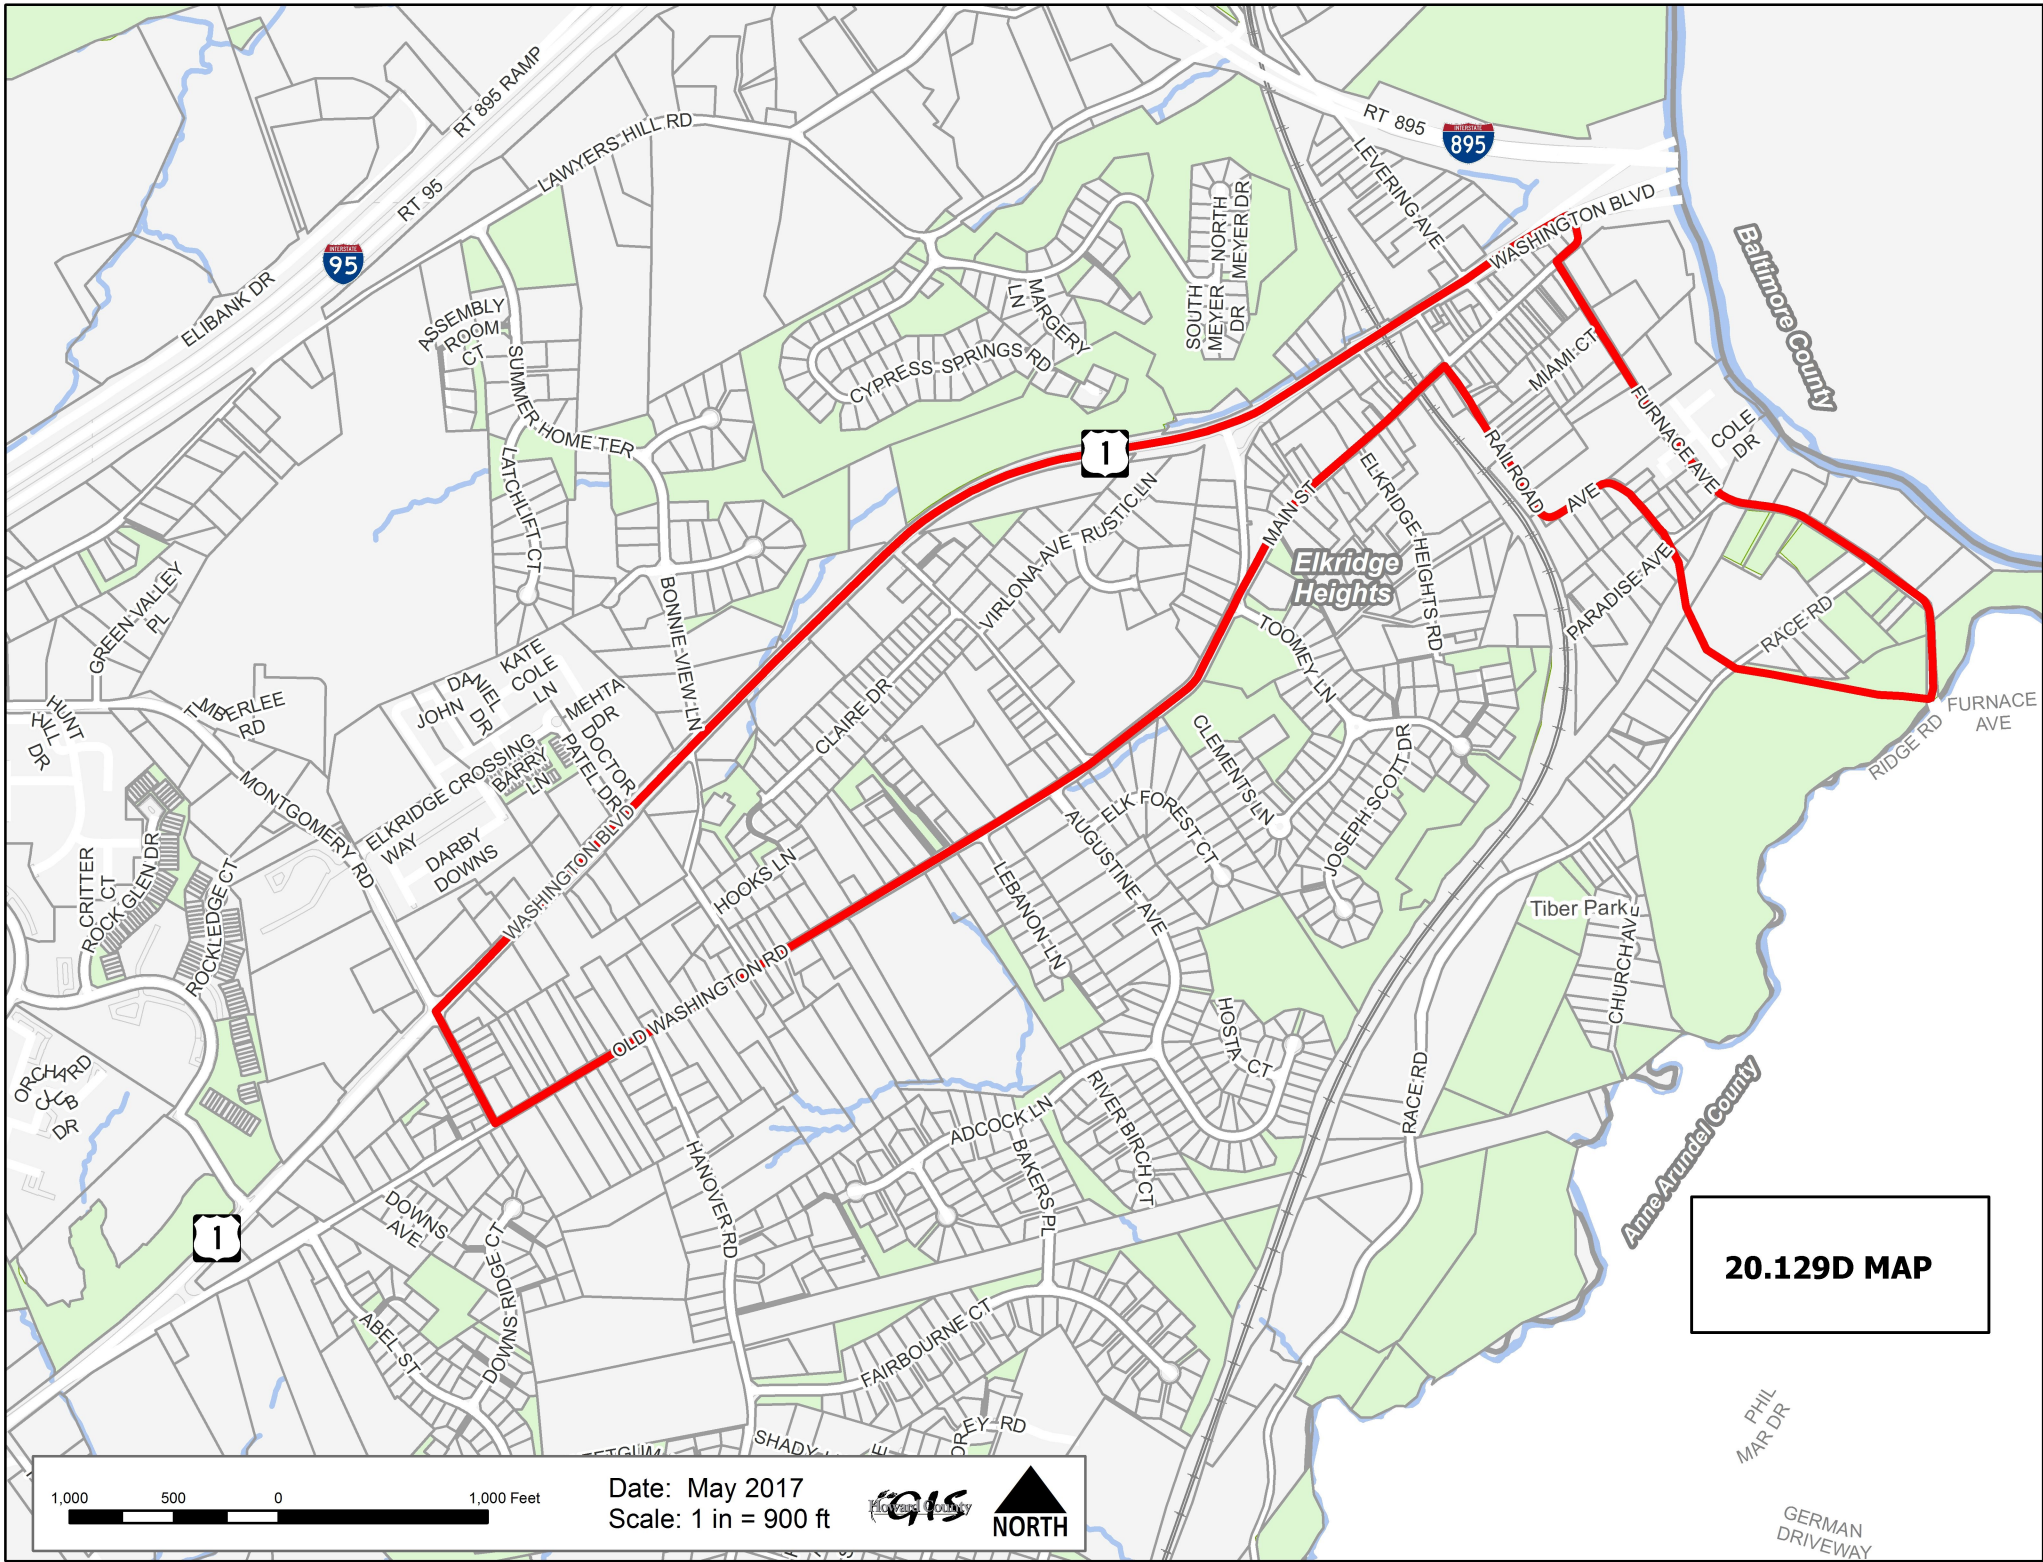 RT 895 RAMP
RT 895
INTERSTATE
895
LAWYERS HILL RD
LEVERING AVE
RT 95
NORTH
MEYER DR
WASHINGTON BLVD
INTERSTATE
95
ELIBANK DR
Baltimore County
MARGERY
LN
SOUTH
MEYER
DR
ASSEMBLY
ROOM
CT
SUMMER HOME TER
CYPRESS SPRINGS RD
MIAMI CT
FURNACE AVE
COLE
DR
1
LATCHLIFT CT
RUSTIC LN
MAIN ST
ELKRIDGE HEIGHTS RD
RAILROAD
AVE
VIRLONA AVE
Elkridge
Heights
GREEN VALLEY
PL
BONNIE VIEW LN
PARADISE AVE
RACE RD
TOOMEY LN
KATE
COLE
LN
JOHN
DANIEL
DR
MEHTA
DR
DOCTOR
PATEL DR
CLAIRE DR
TIMBERLEE
RD
HUNT
HILL
DR
FURNACE
AVE
RIDGE RD
CLEMENTS LN
JOSEPH SCOTT DR
ELKRIDGE CROSSING
WAY
BARRY
LN
MONTGOMERY RD
ELK FOREST CT
AUGUSTINE AVE
DARBY
DOWNS
WASHINGTON BLVD
HOOKS LN
LEBANON LN
CRITTER
CT
ROCK GLEN DR
ROCKLEDGE CT
Tiber Park
CHURCH AVE
OLD WASHINGTON RD
HOSTA CT
ORCHARD
CLUB
DR
RACE RD
ADCOCK LN
RIVER BIRCH CT
BAKERS PL
Anne Arundel County
HANOVER RD
DOWNS
AVE
DOWNS RIDGE CT
1
20.129D MAP
ABEL ST
FAIRBOURNE CT
PHIL
MAR DR
SHADY
EY RD
GERMAN
DRIVEWAY
1,000
500
0
1,000 Feet
Date: May 2017
Scale: 1 in = 900 ft
Howard County
GIS
NORTH